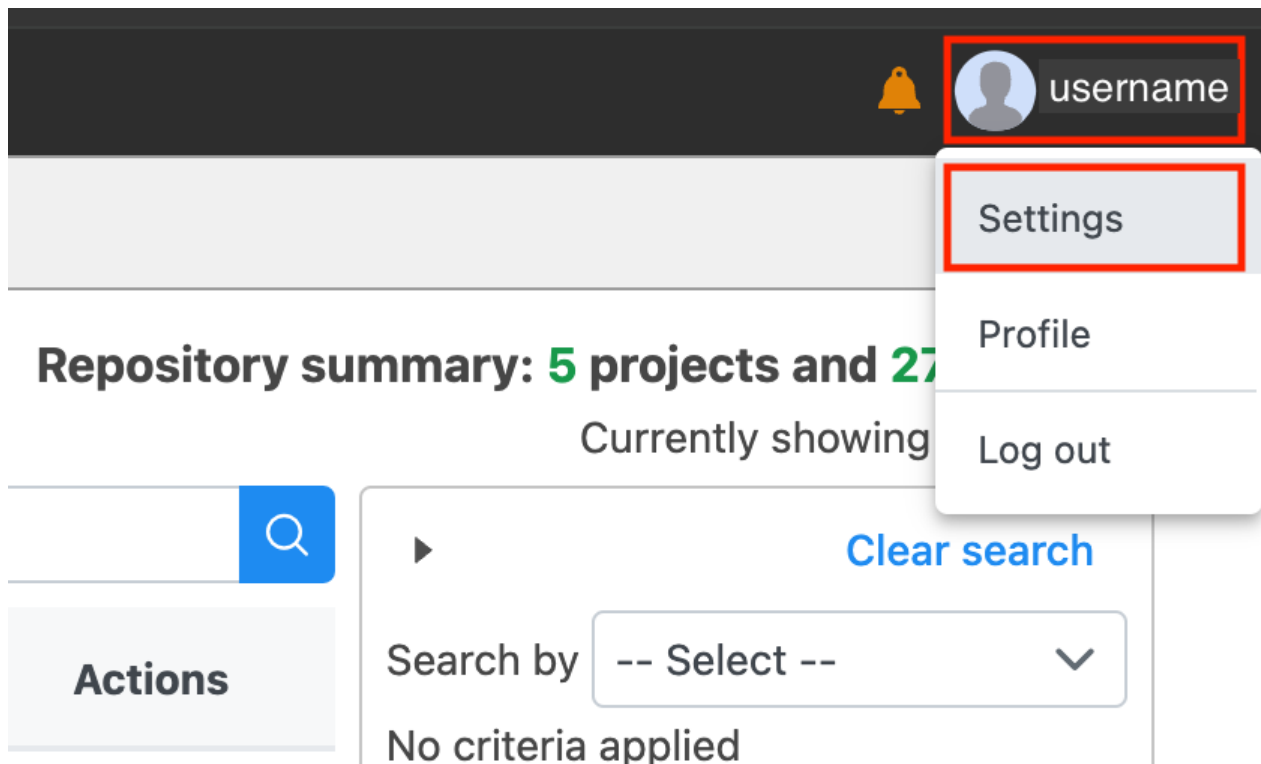 username
Settings
Profile
Log out
Repository summary: 5 projects and 27
Currently showing
Clear search
Search by -- Select --
Actions
No criteria applied